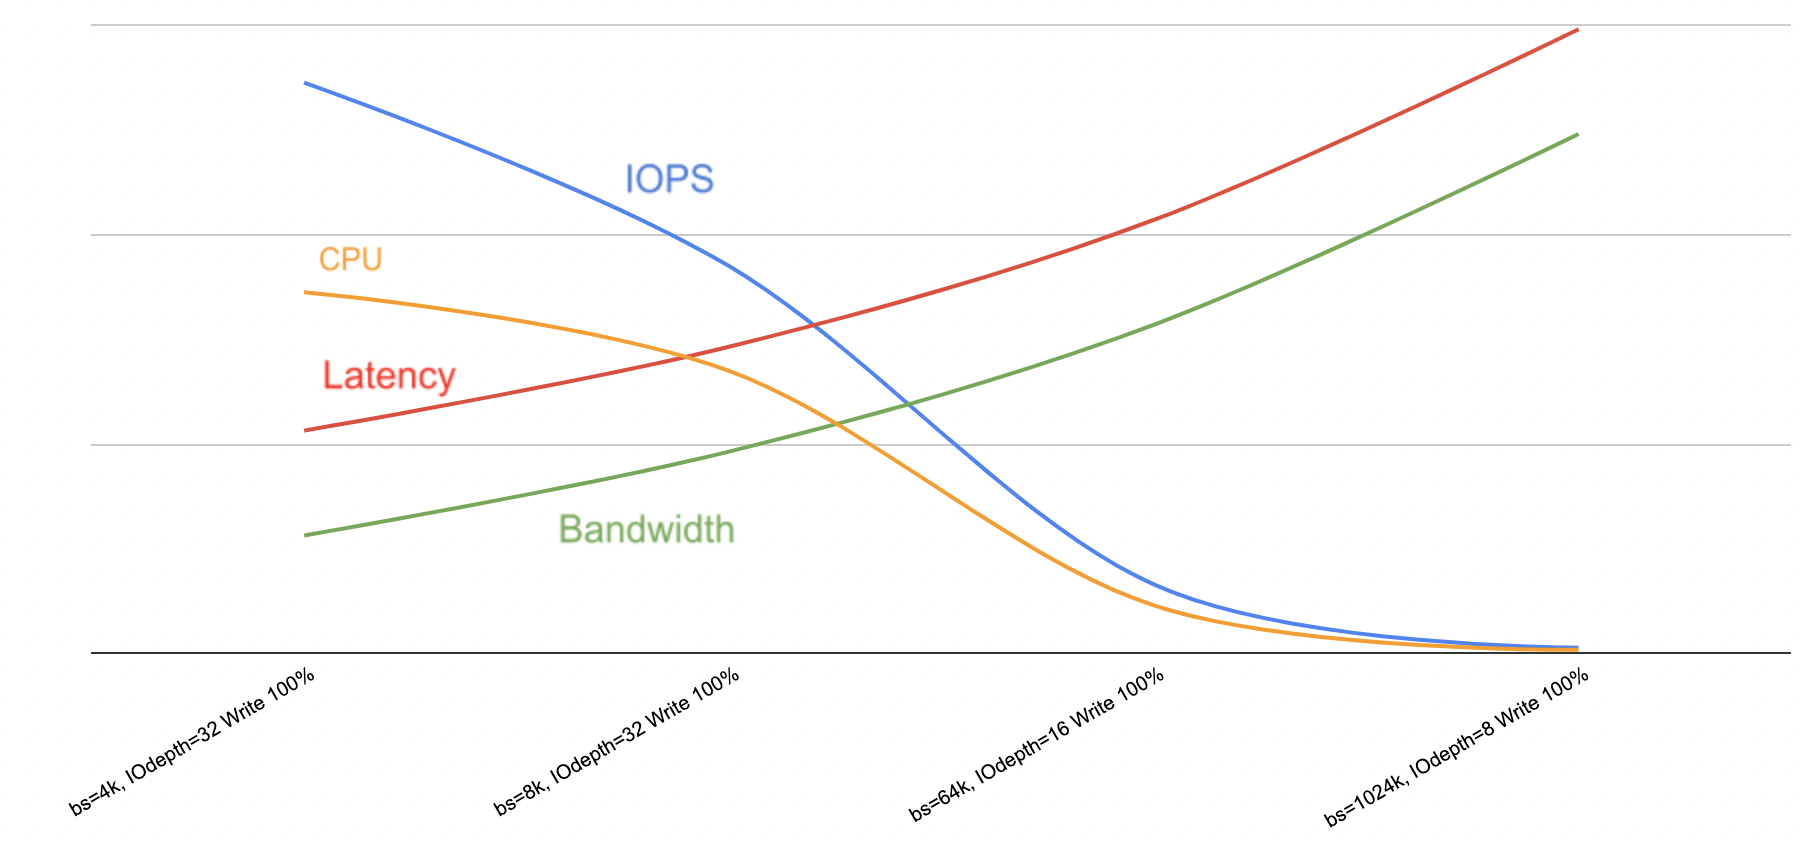 IOPS
CPU
Latency
Bandwidth
bs=4k, IOdepth=32 Write 100%
bs=8k, IOdepth=32 Write 100%
bs=64k, IOdepth=16 Write 100%
bs=1024k, IOdepth=8 Write 100%